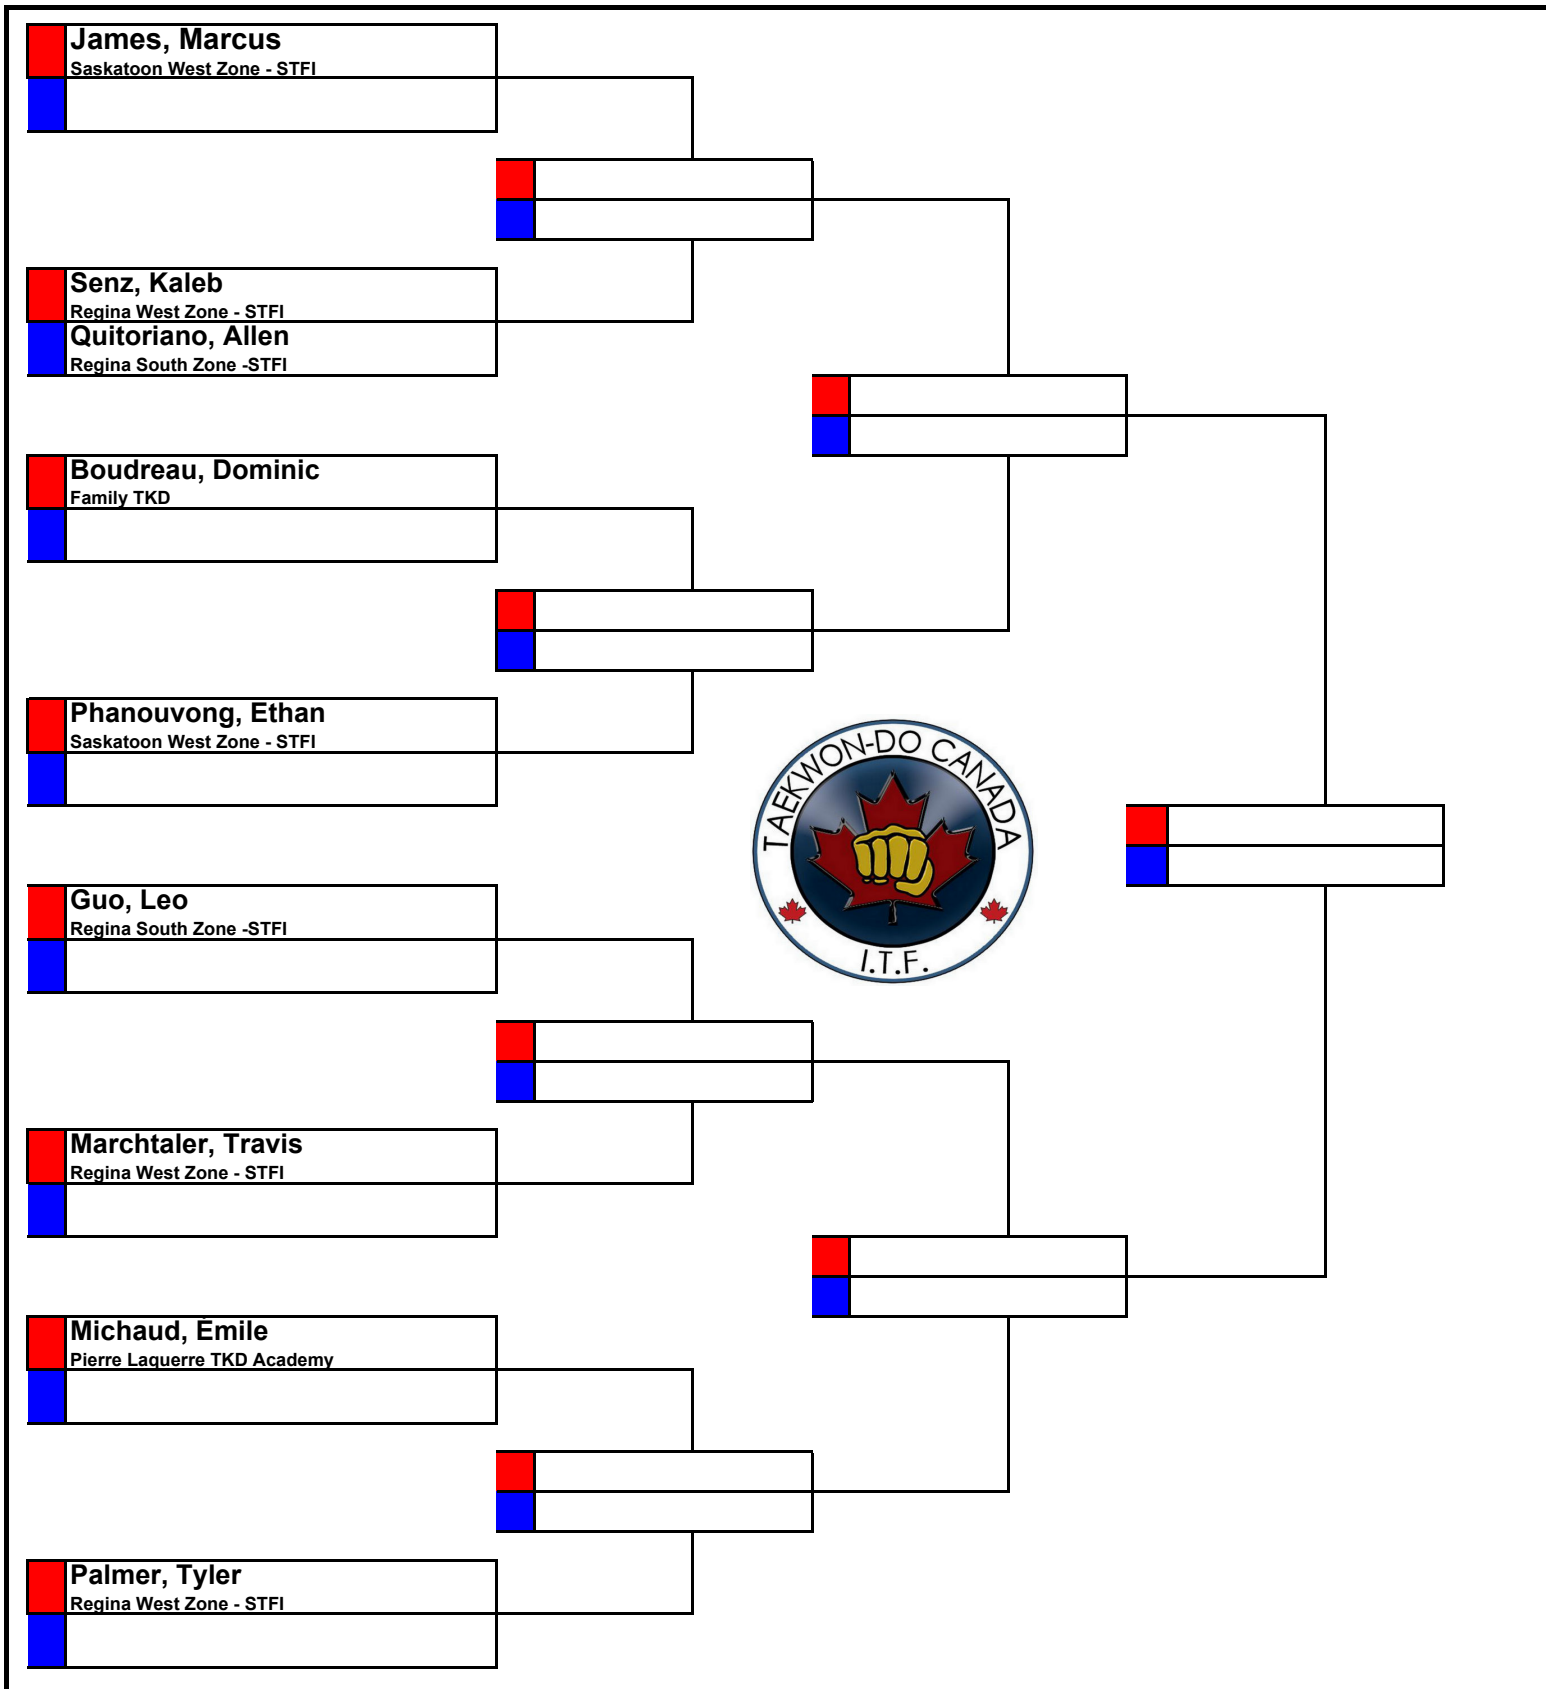 James, Marcus
Saskatoon West Zone - STFI
Senz, Kaleb
Regina West Zone - STFI
Quitoriano, Allen
Regina South Zone -STFI
Boudreau, Dominic
Family TKD
Phanouvong, Ethan
Saskatoon West Zone - STFI
TAEKWON-DO CANADA
I.T.F.
Guo, Leo
Regina South Zone -STFI
Marchtaler, Travis
Regina West Zone - STFI
Michaud, Émile
Pierre Laquerre TKD Academy
Palmer, Tyler
Regina West Zone - STFI